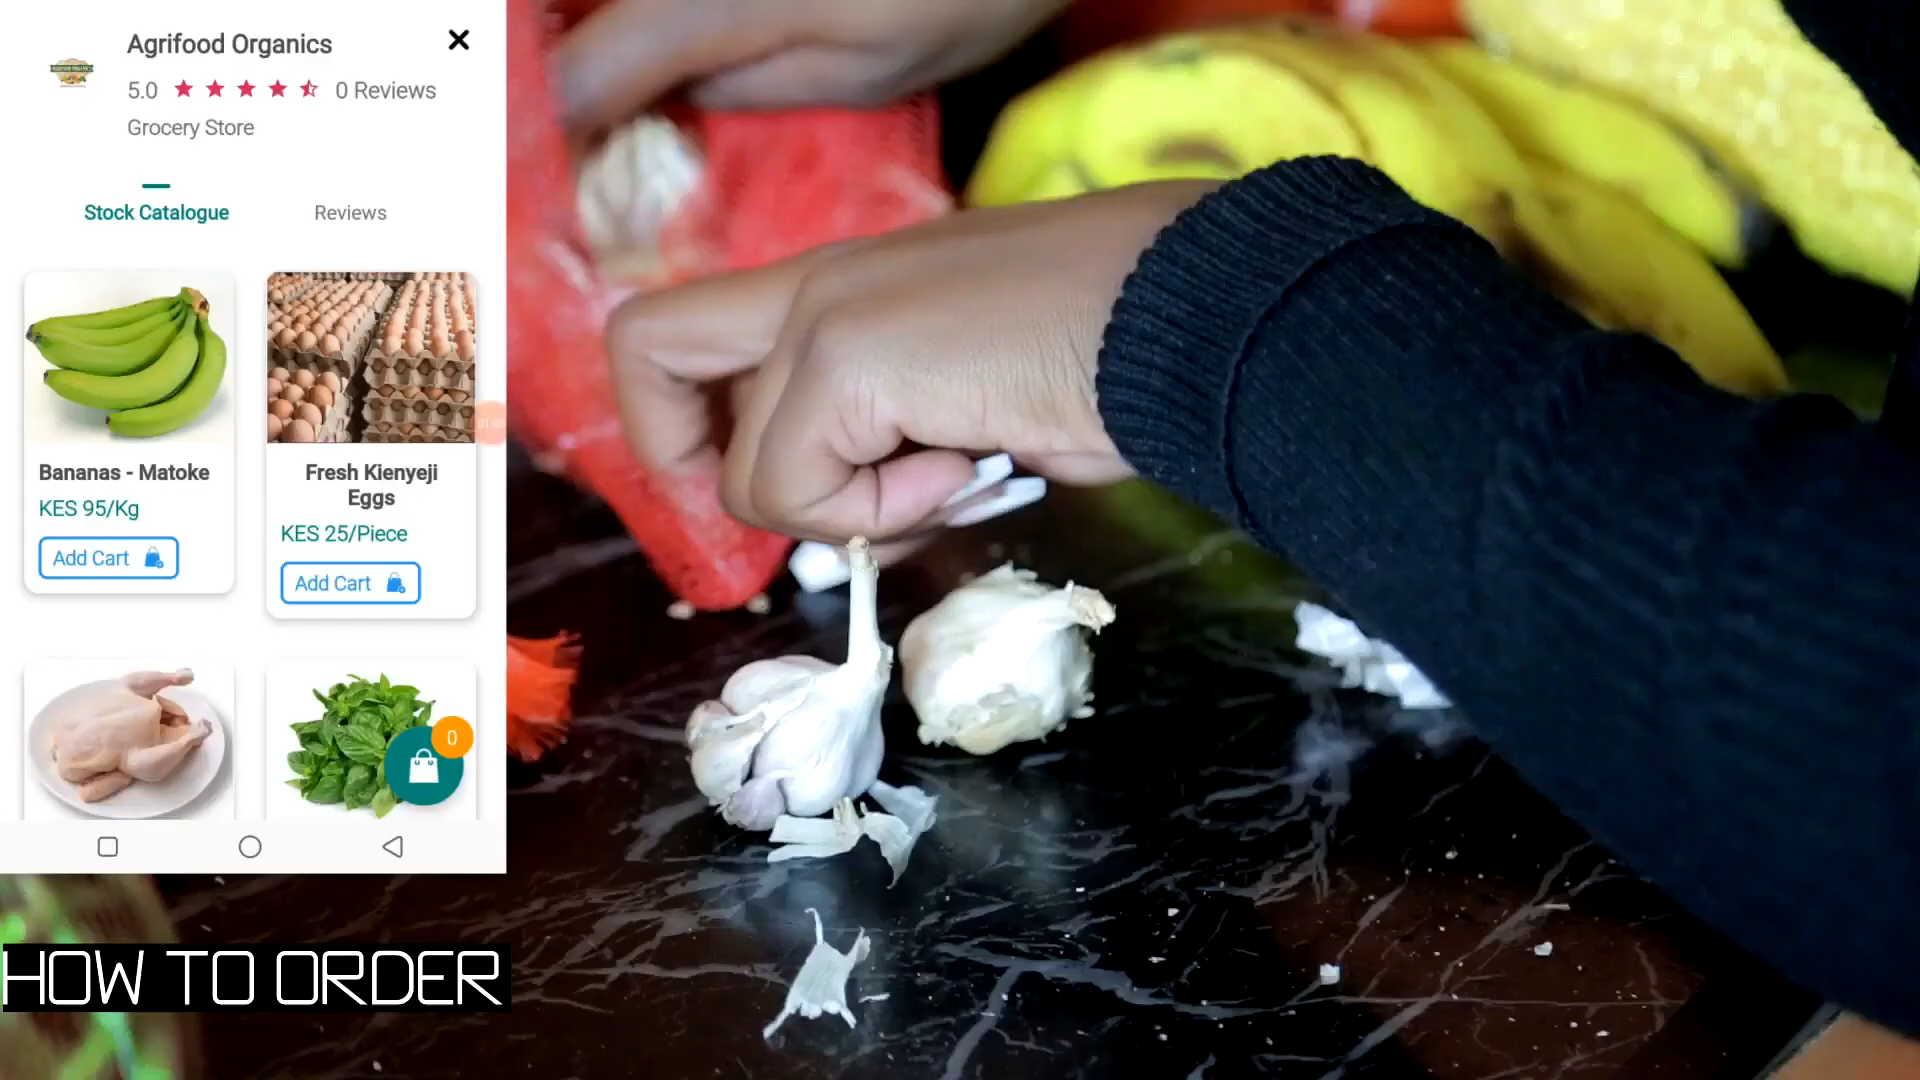 Agrifood Organics
5.0 0 Reviews
Grocery Store
Stock Catalogue Reviews
Bananas - Matoke
KES 95/Kg
Add Cart
Fresh Kienyeji
Eggs
KES 25/Piece
Add Cart
0
HOW TO ORDER